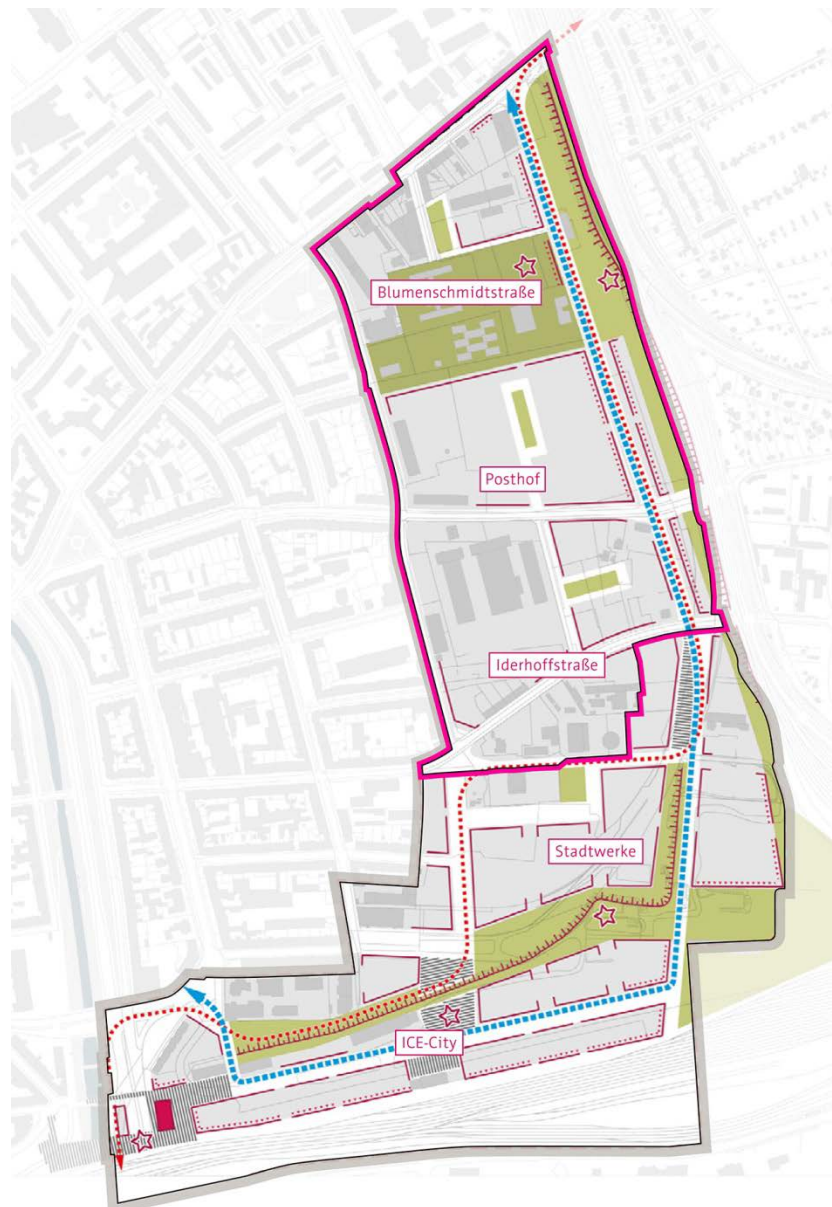 Blumenschmidtstraße
Posthof
Iderhoffstraße
Stadtwerke
ICE-City